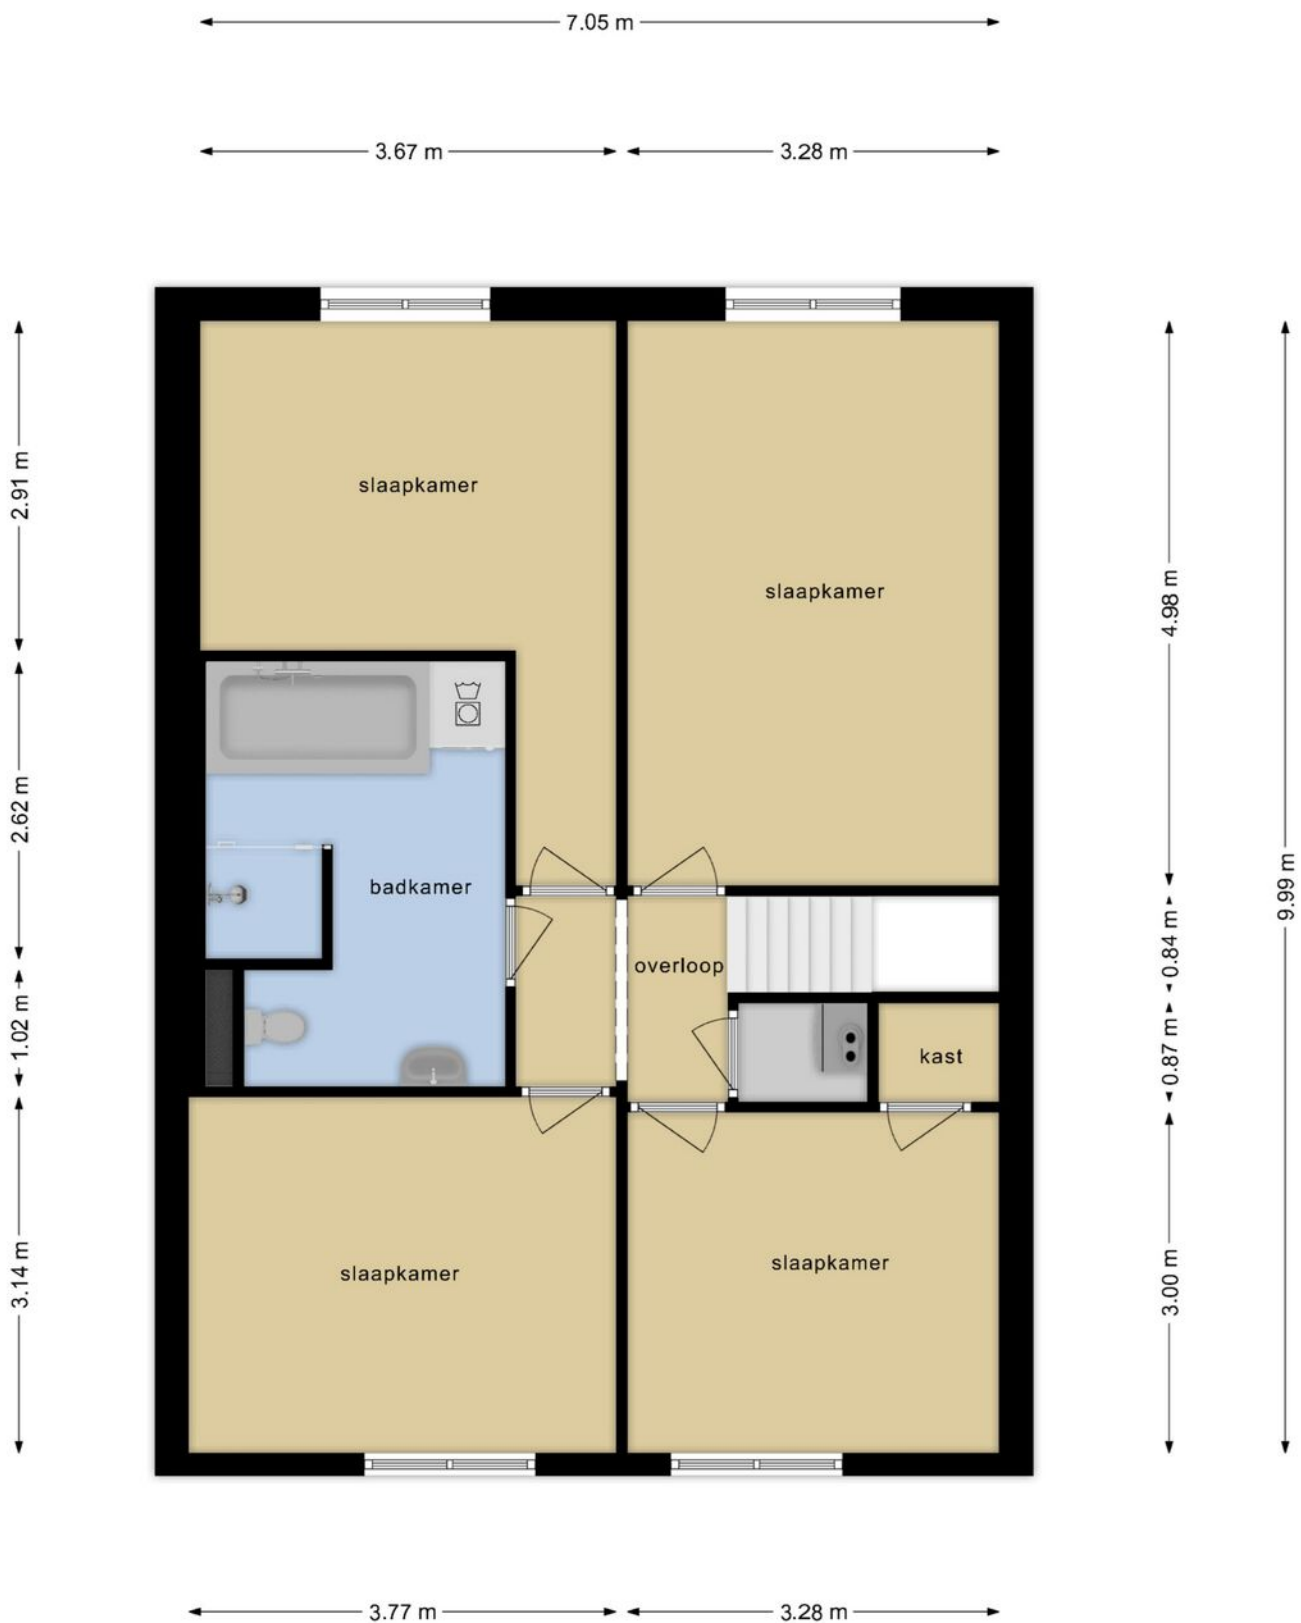 7.05 m
3.67 m
3.28 m
slaapkamer
2.91 m
4.98 m
slaapkamer
2.62 m
badkamer
9.99 m
overloop
0.84 m
1.02 m
0.87 m
kast
slaapkamer
slaapkamer
3.14 m
3.00 m
3.77 m
3.28 m